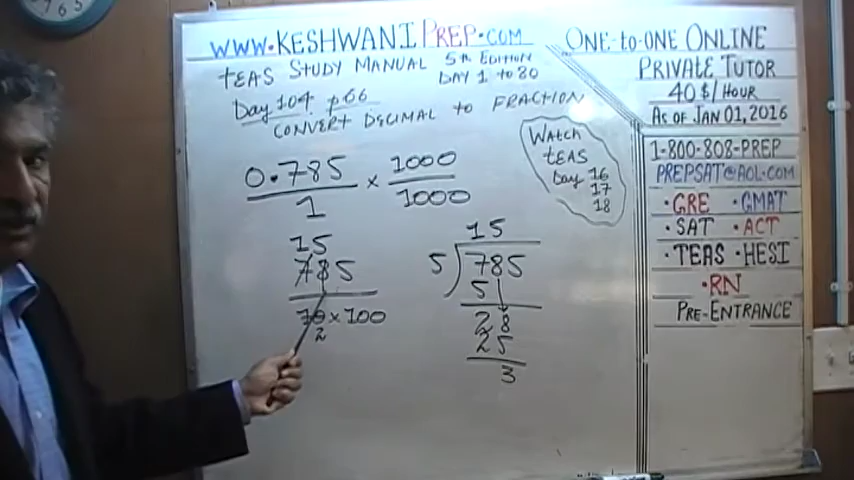 WWW.KESHWANIPREP.COM
TEAS STUDY MANUAL 5TH EDITION
DAY 1 TO 80
Day 104 p66
CONVERT DECIMAL TO FRACTION
0.785 x 1000
1 1000
15
785
10 x 100
2
15
5 785
5
28
25
3
WATCH
TEAS
Day 16
17
18
ONE-TO-ONE ONLINE
PRIVATE TUTOR
40$/HOUR
AS OF JAN 01, 2016
1-800-808-PREP
PREPSAT@AOL.COM
•GRE •GMAT
•SAT •ACT
•TEAS •HESI
•RN
PRE-ENTRANCE